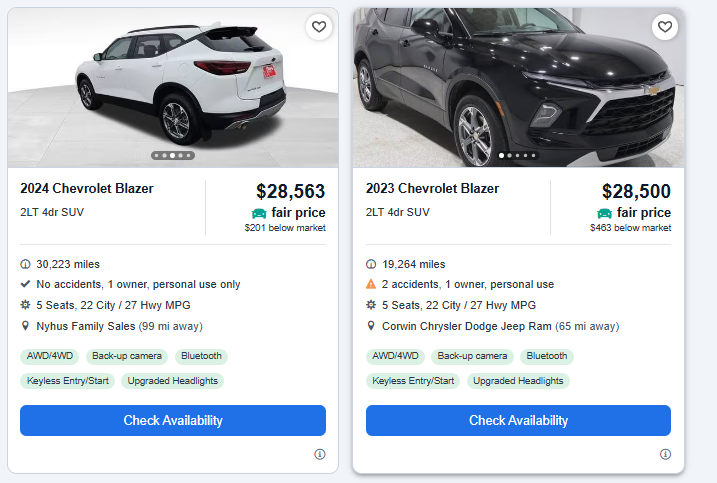 2024 Chevrolet Blazer
$28,563
2LT 4dr SUV
fair price
$201 below market
30,223 miles
No accidents, 1 owner, personal use only
5 Seats, 22 City / 27 Hwy MPG
Nyhus Family Sales (99 mi away)
AWD/4WD
Back-up camera
Bluetooth
Keyless Entry/Start
Upgraded Headlights
Check Availability
2023 Chevrolet Blazer
$28,500
2LT 4dr SUV
fair price
$463 below market
19,264 miles
2 accidents, 1 owner, personal use
5 Seats, 22 City / 27 Hwy MPG
Corwin Chrysler Dodge Jeep Ram (65 mi away)
AWD/4WD
Back-up camera
Bluetooth
Keyless Entry/Start
Upgraded Headlights
Check Availability